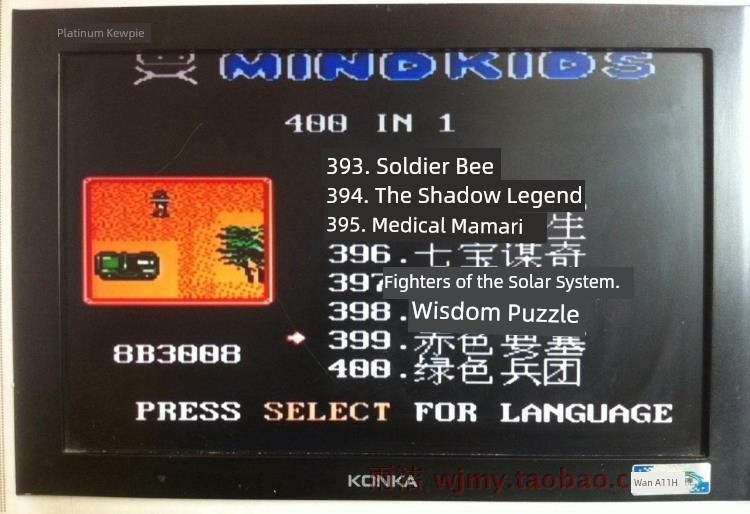 Platinum Kewpie
MINDKIDS
400 IN 1
393. Soldier Bee
394. The Shadow Legend
395. Medical Mamari 生
396.七宝谋奇
397 Fighters of the Solar System.
398. Wisdom Puzzle
399.赤色要塞
8B3008
400.绿色兵团
PRESS SELECT FOR LANGUAGE
KONKA
wjmy.taobao.c
Wan A11H